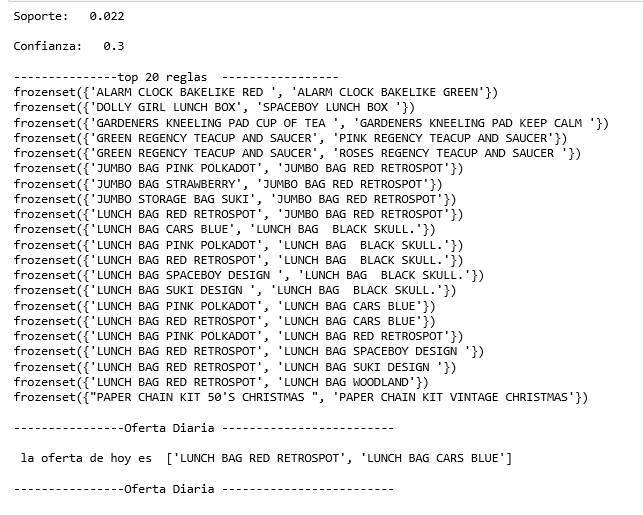 Soporte:   0.022
Confianza:   0.3
---------------top 20 reglas  -----------------
frozenset({'ALARM CLOCK BAKELIKE RED ', 'ALARM CLOCK BAKELIKE GREEN'})
frozenset({'DOLLY GIRL LUNCH BOX', 'SPACEBOY LUNCH BOX '})
frozenset({'GARDENERS KNEELING PAD CUP OF TEA ', 'GARDENERS KNEELING PAD KEEP CALM '})
frozenset({'GREEN REGENCY TEACUP AND SAUCER', 'PINK REGENCY TEACUP AND SAUCER'})
frozenset({'GREEN REGENCY TEACUP AND SAUCER', 'ROSES REGENCY TEACUP AND SAUCER '})
frozenset({'JUMBO BAG PINK POLKADOT', 'JUMBO BAG RED RETROSPOT'})
frozenset({'JUMBO BAG STRAWBERRY', 'JUMBO BAG RED RETROSPOT'})
frozenset({'JUMBO STORAGE BAG SUKI', 'JUMBO BAG RED RETROSPOT'})
frozenset({'LUNCH BAG RED RETROSPOT', 'JUMBO BAG RED RETROSPOT'})
frozenset({'LUNCH BAG CARS BLUE', 'LUNCH BAG  BLACK SKULL.'})
frozenset({'LUNCH BAG PINK POLKADOT', 'LUNCH BAG  BLACK SKULL.'})
frozenset({'LUNCH BAG RED RETROSPOT', 'LUNCH BAG  BLACK SKULL.'})
frozenset({'LUNCH BAG SPACEBOY DESIGN ', 'LUNCH BAG  BLACK SKULL.'})
frozenset({'LUNCH BAG SUKI DESIGN ', 'LUNCH BAG  BLACK SKULL.'})
frozenset({'LUNCH BAG PINK POLKADOT', 'LUNCH BAG CARS BLUE'})
frozenset({'LUNCH BAG RED RETROSPOT', 'LUNCH BAG CARS BLUE'})
frozenset({'LUNCH BAG PINK POLKADOT', 'LUNCH BAG RED RETROSPOT'})
frozenset({'LUNCH BAG RED RETROSPOT', 'LUNCH BAG SPACEBOY DESIGN '})
frozenset({'LUNCH BAG RED RETROSPOT', 'LUNCH BAG SUKI DESIGN '})
frozenset({'LUNCH BAG RED RETROSPOT', 'LUNCH BAG WOODLAND'})
frozenset({"PAPER CHAIN KIT 50'S CHRISTMAS ", 'PAPER CHAIN KIT VINTAGE CHRISTMAS'})
----------------Oferta Diaria -------------------------
la oferta de hoy es  ['LUNCH BAG RED RETROSPOT', 'LUNCH BAG CARS BLUE']
----------------Oferta Diaria -------------------------